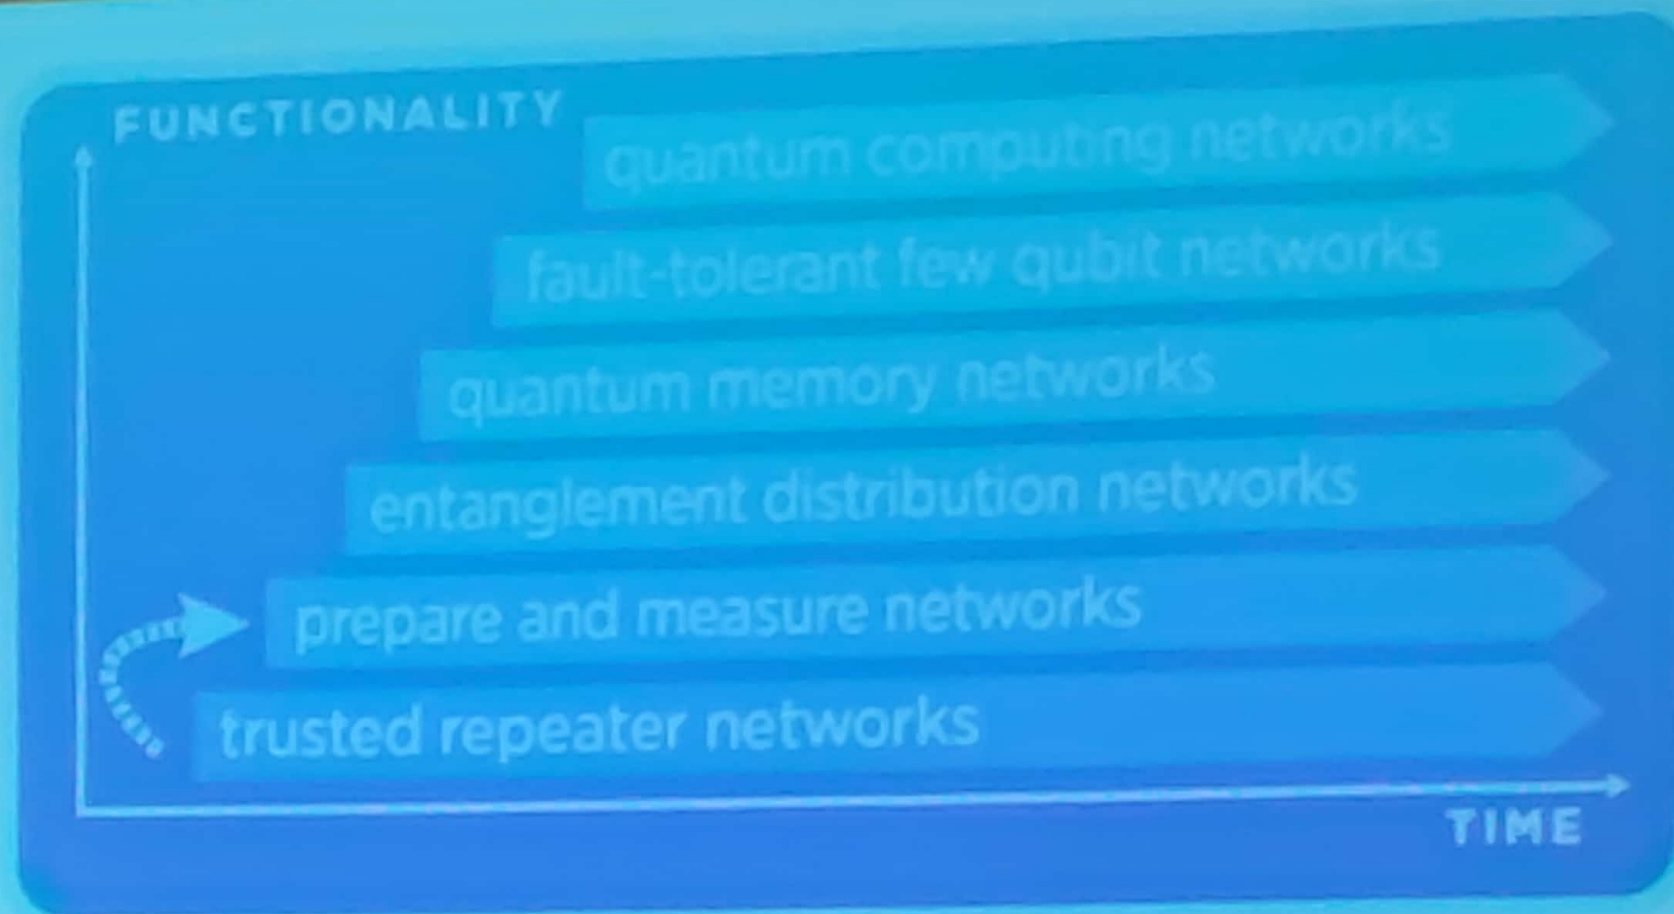 FUNCTIONALITY
quantum computing networks
fault-tolerant few qubit networks
quantum memory networks
entanglement distribution networks
prepare and measure networks
trusted repeater networks
TIME